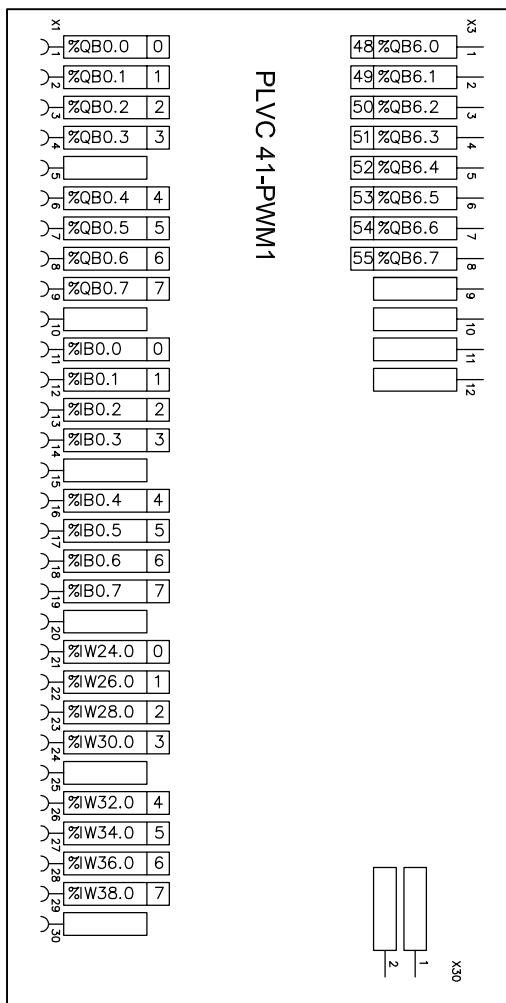 X1
1 %QB0.0 0
2 %QB0.1 1
3 %QB0.2 2
4 %QB0.3 3
5
6 %QB0.4 4
7 %QB0.5 5
8 %QB0.6 6
9 %QB0.7 7
10
11 %IB0.0 0
12 %IB0.1 1
13 %IB0.2 2
14 %IB0.3 3
15
16 %IB0.4 4
17 %IB0.5 5
18 %IB0.6 6
19 %IB0.7 7
20
21 %IW24.0 0
22 %IW26.0 1
23 %IW28.0 2
24 %IW30.0 3
25
26 %IW32.0 4
27 %IW34.0 5
28 %IW36.0 6
29 %IW38.0 7
30
PLVC 41-PWM1
X3
48 %QB6.0 1
49 %QB6.1 2
50 %QB6.2 3
51 %QB6.3 4
52 %QB6.4 5
53 %QB6.5 6
54 %QB6.6 7
55 %QB6.7 8
9
10
11
12
X30
2 1